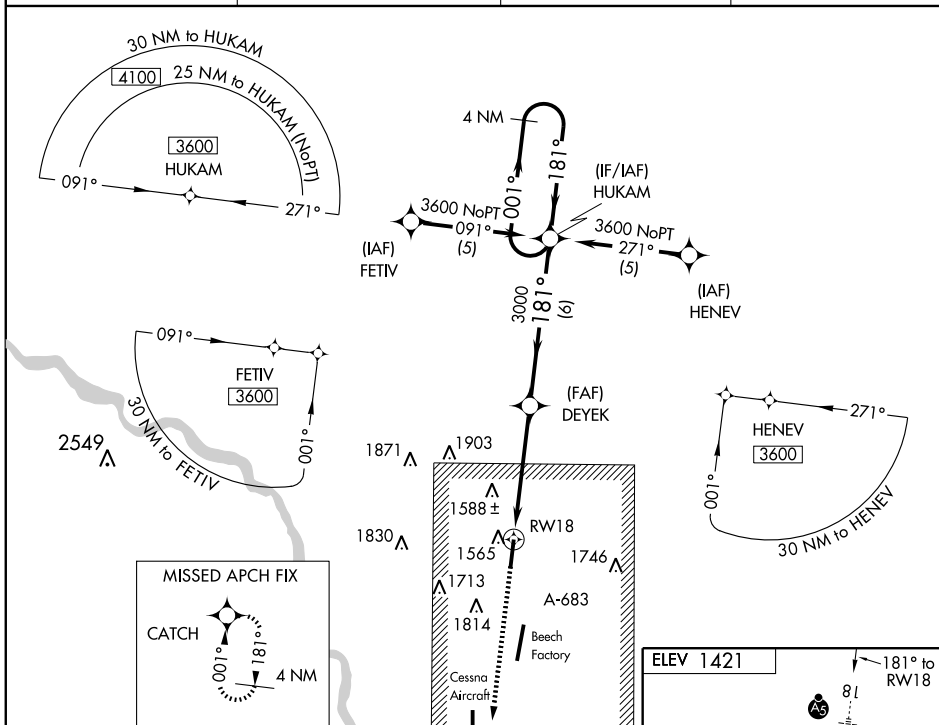 30 NM to HUKAM
4100
25 NM to HUKAM (NoPT)
3600
HUKAM
091°
271°
4 NM
001°
181°
(IF/IAF)
HUKAM
3600 NoPT
091°
(5)
(IAF)
FETIV
3600 NoPT
271°
(5)
(IAF)
HENEV
3000
181°
(6)
(FAF)
DEYEK
091°
FETIV
3600
001°
30 NM to FETIV
2549
271°
HENEV
3600
001°
30 NM to HENEV
1871
1903
1588 ±
RW18
1830
1565
1746
1713
A-683
1814
Beech
Factory
Cessna
Aircraft
MISSED APCH FIX
CATCH
001°
181°
4 NM
ELEV 1421
181° to
RW18
18
A5